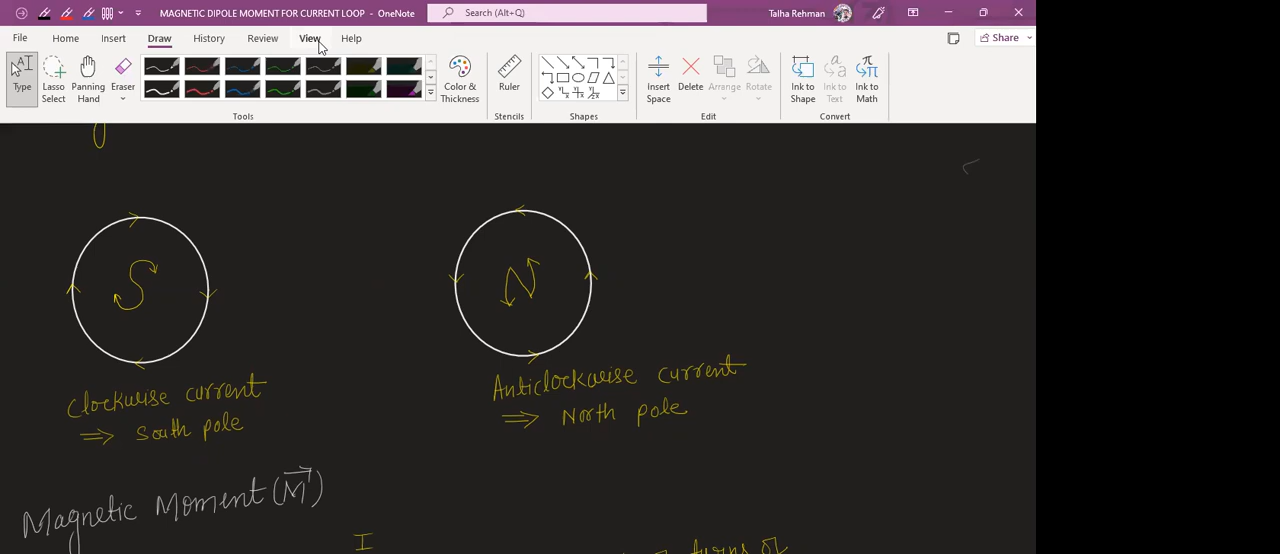 MAGNETIC DIPOLE MOMENT FOR CURRENT LOOP - OneNote
Search (Alt+Q)
Talha Rehman
File Home Insert Draw History Review View Help
Share
Type
Lasso Select
Panning Hand
Eraser
Color & Thickness
Ruler
Insert Space
Delete
Arrange
Rotate
Ink to Shape
Ink to Text
Ink to Math
Tools Stencils Shapes Edit Convert
S
N
Clockwise current
⇒ South pole
Anticlockwise current
⇒ North pole
Magnetic Moment (M⃗)
I
turns of